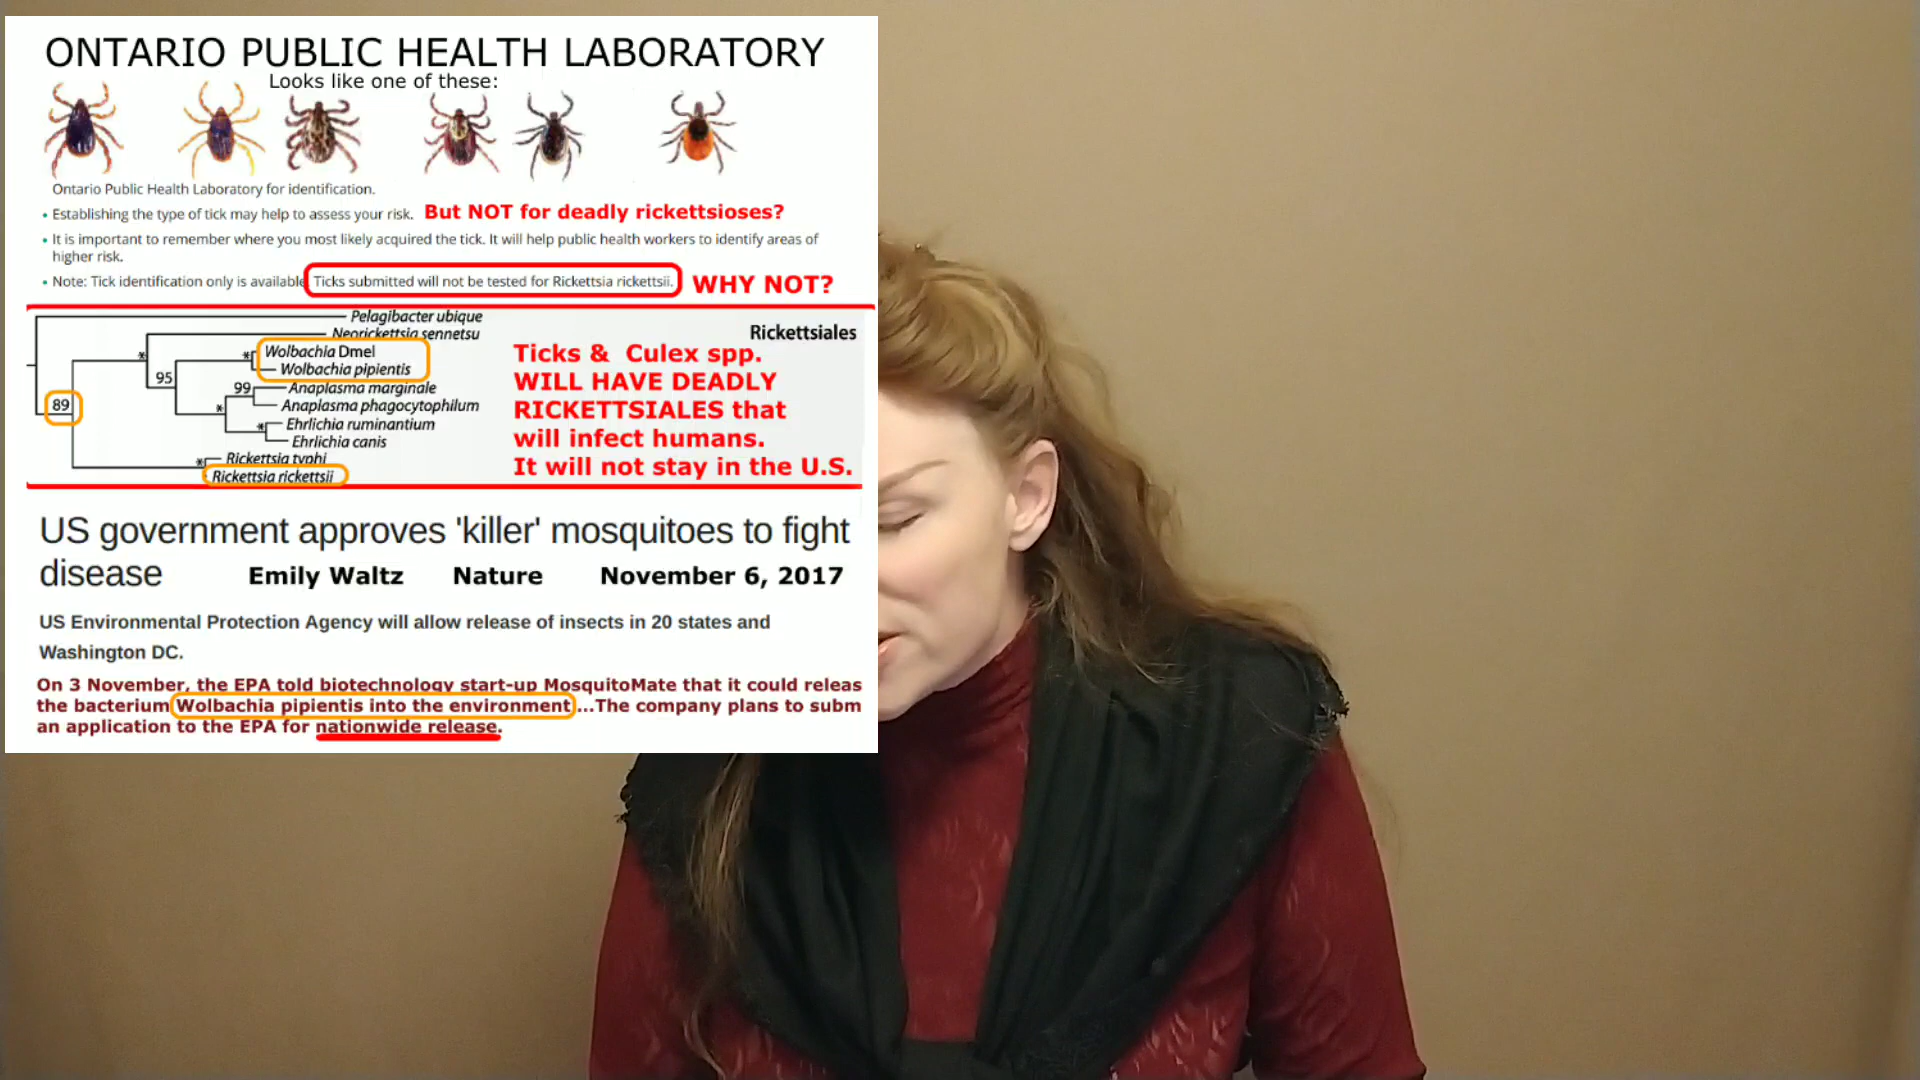 ONTARIO PUBLIC HEALTH LABORATORY
Looks like one of these:
Ontario Public Health Laboratory for identification.
• Establishing the type of tick may help to assess your risk. But NOT for deadly rickettsioses?
• It is important to remember where you most likely acquired the tick. It will help public health workers to identify areas of
higher risk.
• Note: Tick identification only is available Ticks submitted will not be tested for Rickettsia rickettsii. WHY NOT?
Pelagibacter ubique
Neorickettsia sennetsu
Wolbachia Dmel
Wolbachia pipientis
Anaplasma marginale
Anaplasma phagocytophilum
Ehrlichia ruminantium
Ehrlichia canis
Rickettsia typhi
Rickettsia rickettsii
*
*
95
99
*
89
*
*
Rickettsiales
Ticks & Culex spp.
WILL HAVE DEADLY
RICKETTSIALES that
will infect humans.
It will not stay in the U.S.
US government approves 'killer' mosquitoes to fight
disease Emily Waltz Nature November 6, 2017
US Environmental Protection Agency will allow release of insects in 20 states and
Washington DC.
On 3 November, the EPA told biotechnology start-up MosquitoMate that it could releas
the bacterium Wolbachia pipientis into the environment...The company plans to subm
an application to the EPA for nationwide release.